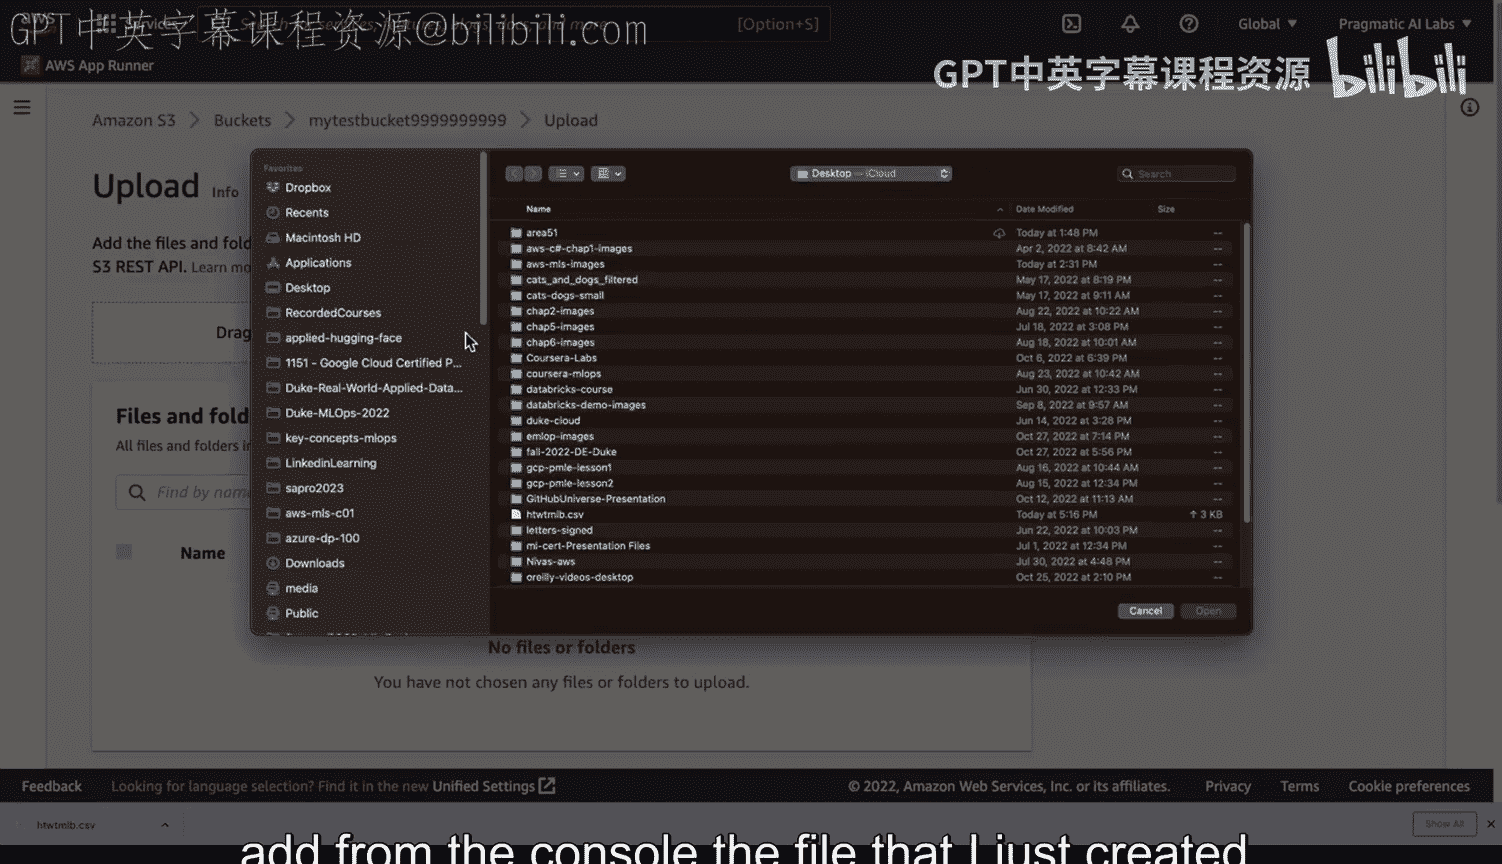 GPT中英字幕课程资源@bilibili.com
[Option+S]
Global
Pragmatic AI Labs
AWS App Runner
GPT中英字幕课程资源 bilibili
Amazon S3 > Buckets > mytestbucket9999999999 > Upload
Upload Info
Add the files and fold
S3 REST API. Learn mo
Drag
Files and fold
All files and folders in
Find by name
Name
Favorites
Dropbox
Recents
Macintosh HD
Applications
Desktop
RecordedCourses
applied-hugging-face
1151 - Google Cloud Certified P...
Duke-Real-World-Applied-Data...
Duke-MLOps-2022
key-concepts-mlops
LinkedinLearning
sapro2023
aws-mls-c01
azure-dp-100
Downloads
media
Public
Desktop — iCloud
Search
Name Date Modified Size
area51 Today at 1:48 PM --
aws-c#-chap1-images Apr 2, 2022 at 8:42 AM --
aws-mls-images Today at 2:31 PM --
cats_and_dogs_filtered May 17, 2022 at 8:19 PM --
cats-dogs-small May 17, 2022 at 9:11 AM --
chap2-images Aug 22, 2022 at 10:22 AM --
chap5-images Jul 18, 2022 at 3:08 PM --
chap6-images Aug 18, 2022 at 10:01 AM --
Coursera-Labs Oct 6, 2022 at 6:39 PM --
coursera-mlops Aug 23, 2022 at 10:42 AM --
databricks-course Jun 30, 2022 at 12:33 PM --
databricks-demo-images Sep 8, 2022 at 9:57 AM --
duke-cloud Jun 14, 2022 at 3:28 PM --
emlop-images Oct 27, 2022 at 7:14 PM --
fall-2022-DE-Duke Oct 27, 2022 at 5:56 PM --
gcp-pmle-lesson1 Aug 16, 2022 at 10:44 AM --
gcp-pmle-lesson2 Aug 15, 2022 at 12:34 PM --
GitHubUniverse-Presentation Oct 12, 2022 at 11:13 AM --
htwtmlb.csv Today at 5:16 PM 3 KB
letters-signed Jun 22, 2022 at 10:03 PM --
ml-cert-Presentation Files Jul 1, 2022 at 12:34 PM --
Nivas-aws Jul 30, 2022 at 4:48 PM --
oreilly-videos-desktop Oct 25, 2022 at 2:10 PM --
Cancel Open
No files or folders
You have not chosen any files or folders to upload.
Feedback Looking for language selection? Find it in the new Unified Settings © 2022, Amazon Web Services, Inc. or its affiliates. Privacy Terms Cookie preferences
htwtmlb.csv Show All
add from the console the file that I just created